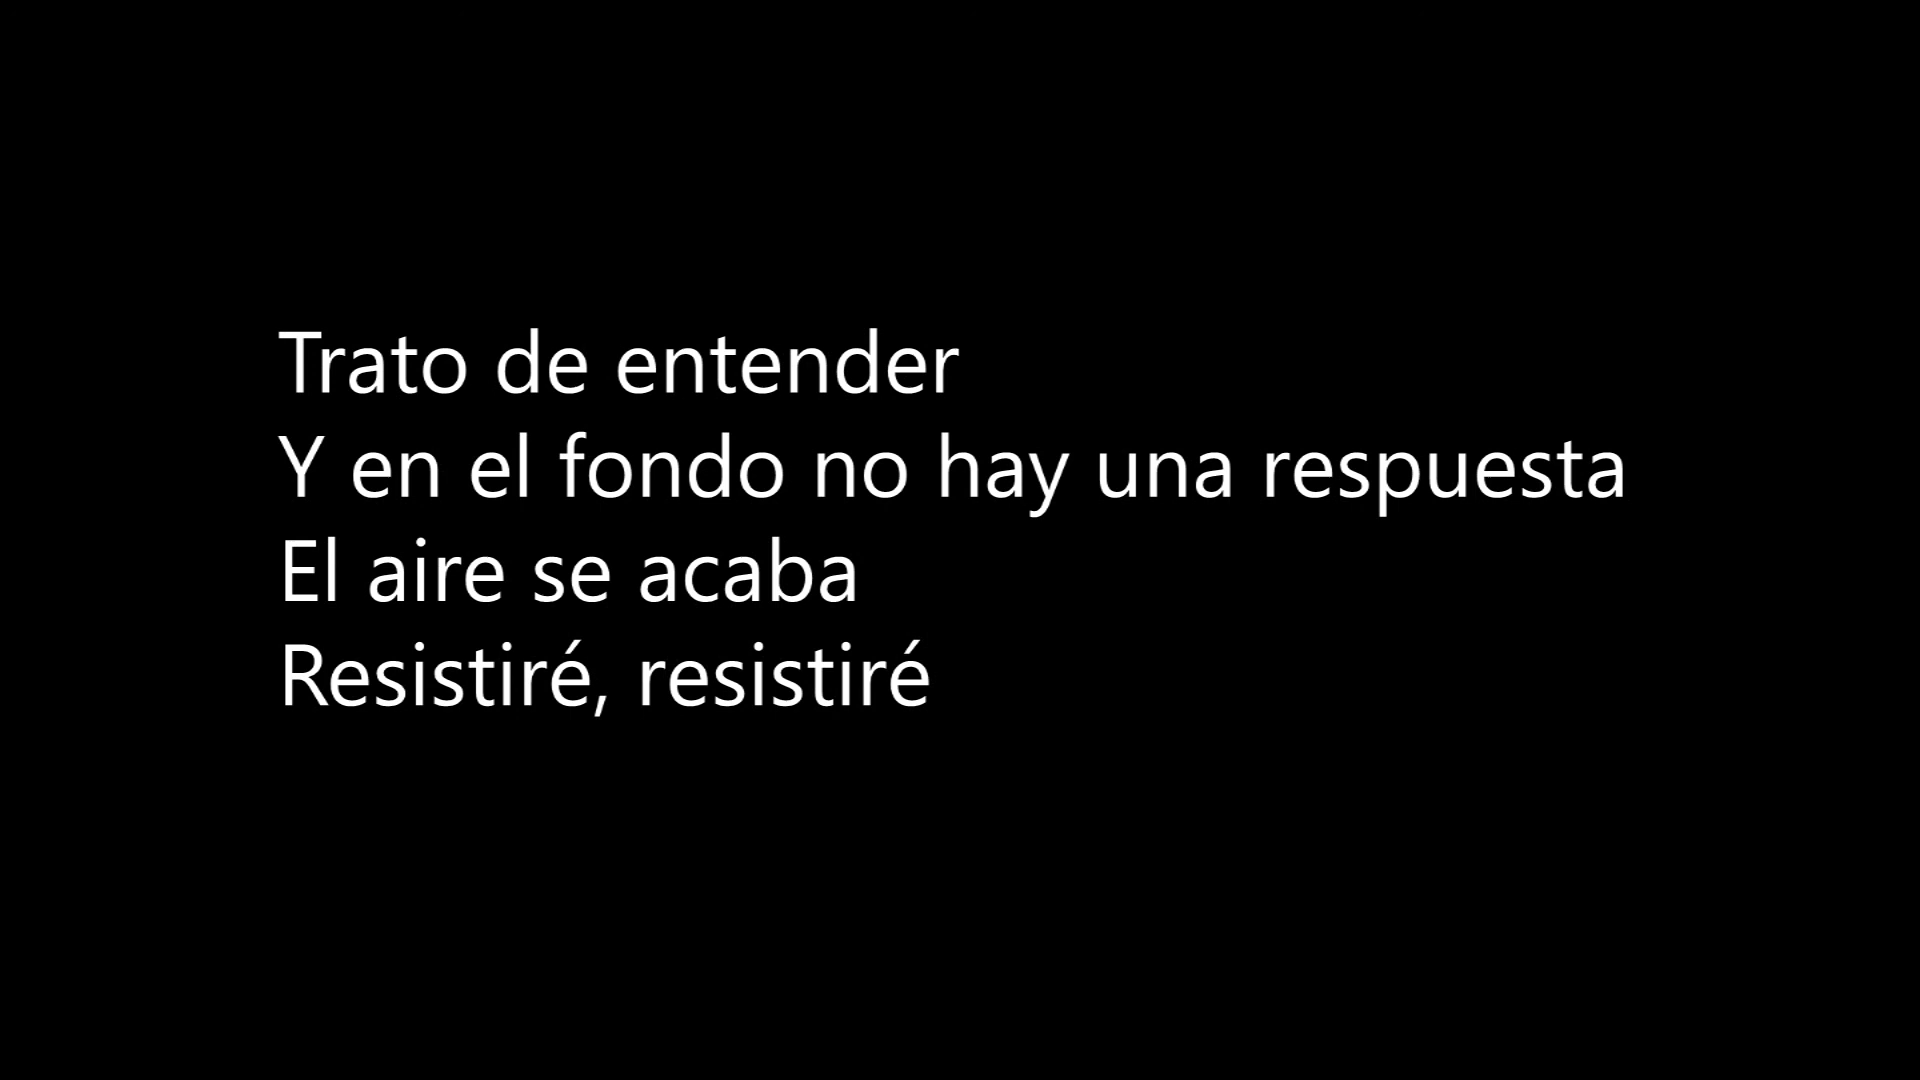 Trato de entender
Y en el fondo no hay una respuesta
El aire se acaba
Resistiré, resistiré